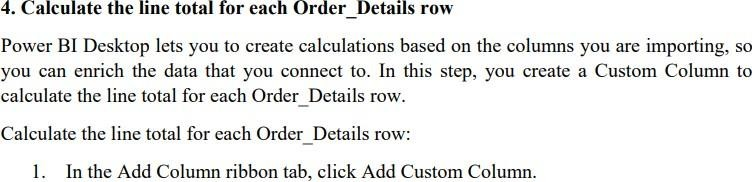 4. Calculate the line total for each Order_Details row
Power BI Desktop lets you to create calculations based on the columns you are importing, so
you can enrich the data that you connect to. In this step, you create a Custom Column to
calculate the line total for each Order_Details row.
Calculate the line total for each Order_Details row:
1. In the Add Column ribbon tab, click Add Custom Column.